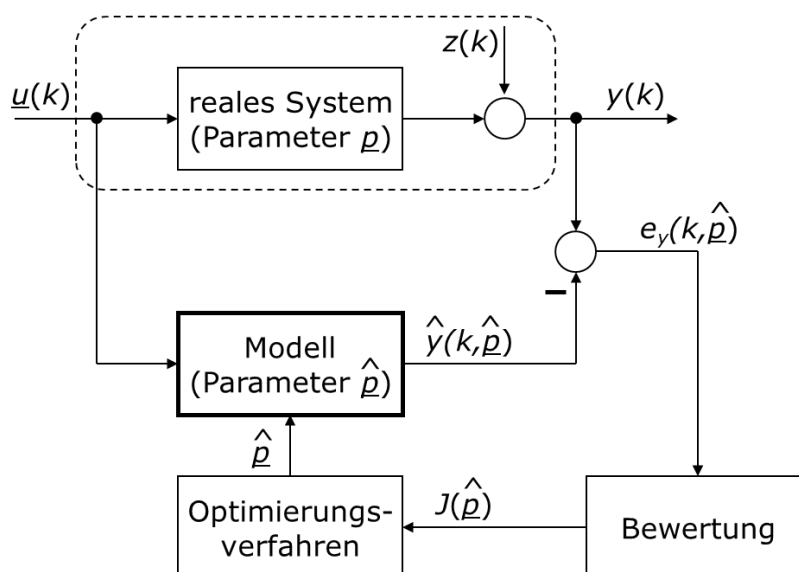 z(k)
u(k)
reales System
(Parameter p)
y(k)
e_y(k,p̂)
Modell
(Parameter p̂)
ŷ(k,p̂)
−
p̂
Optimierungs-
verfahren
J(p̂)
Bewertung